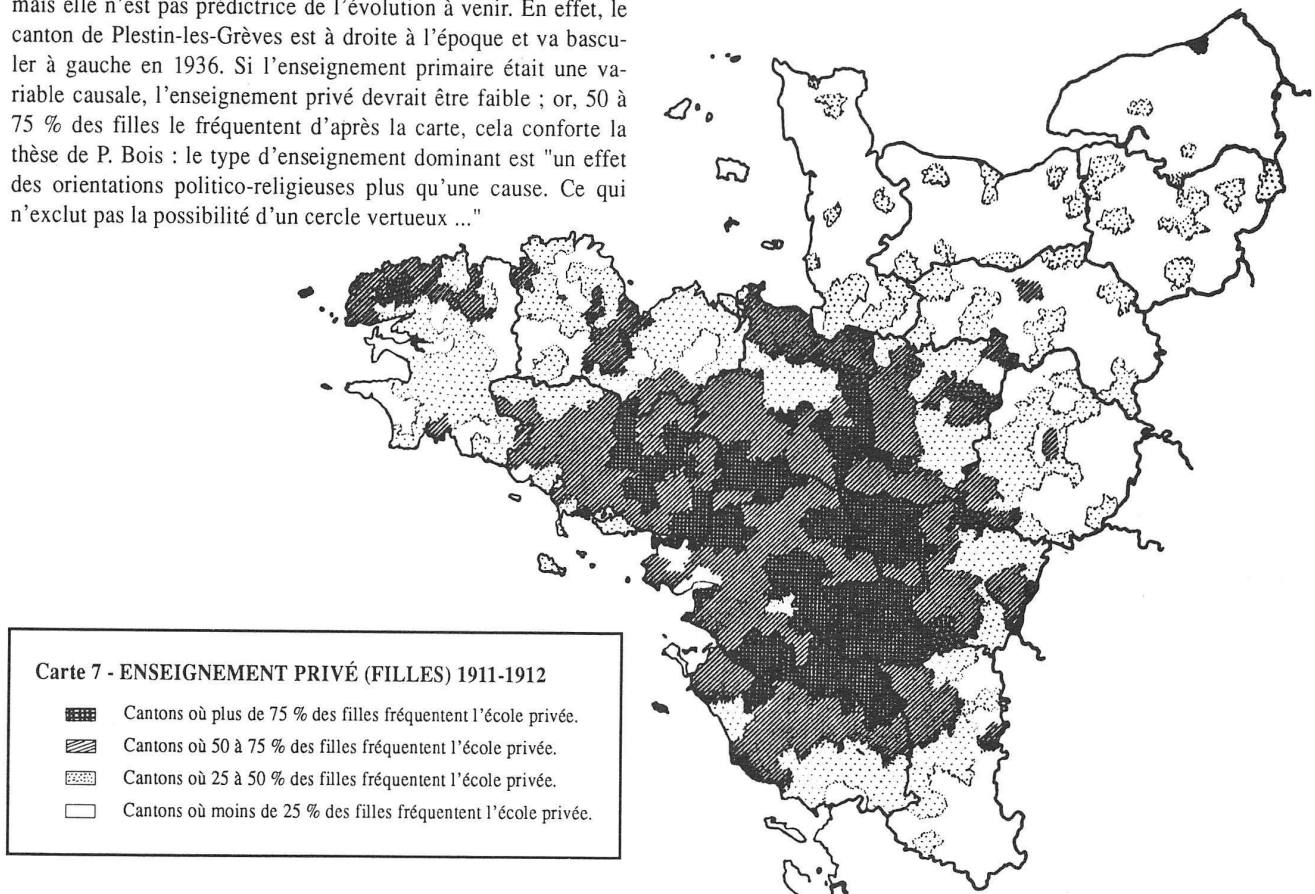 mais elle n'est pas prédictrice de l'évolution à venir. En effet, le
canton de Plestin-les-Grèves est à droite à l'époque et va bascu-
ler à gauche en 1936. Si l'enseignement primaire était une va-
riable causale, l'enseignement privé devrait être faible ; or, 50 à
75 % des filles le fréquentent d'après la carte, cela conforte la
thèse de P. Bois : le type d'enseignement dominant est "un effet
des orientations politico-religieuses plus qu'une cause. Ce qui
n'exclut pas la possibilité d'un cercle vertueux ..."
Carte 7 - ENSEIGNEMENT PRIVÉ (FILLES) 1911-1912
Cantons où plus de 75 % des filles fréquentent l'école privée.
Cantons où 50 à 75 % des filles fréquentent l'école privée.
Cantons où 25 à 50 % des filles fréquentent l'école privée.
Cantons où moins de 25 % des filles fréquentent l'école privée.